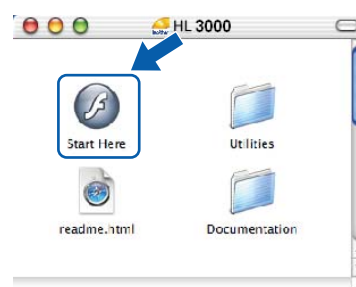 HL 3000
Start Here
Utilities
readme.html
Documentation